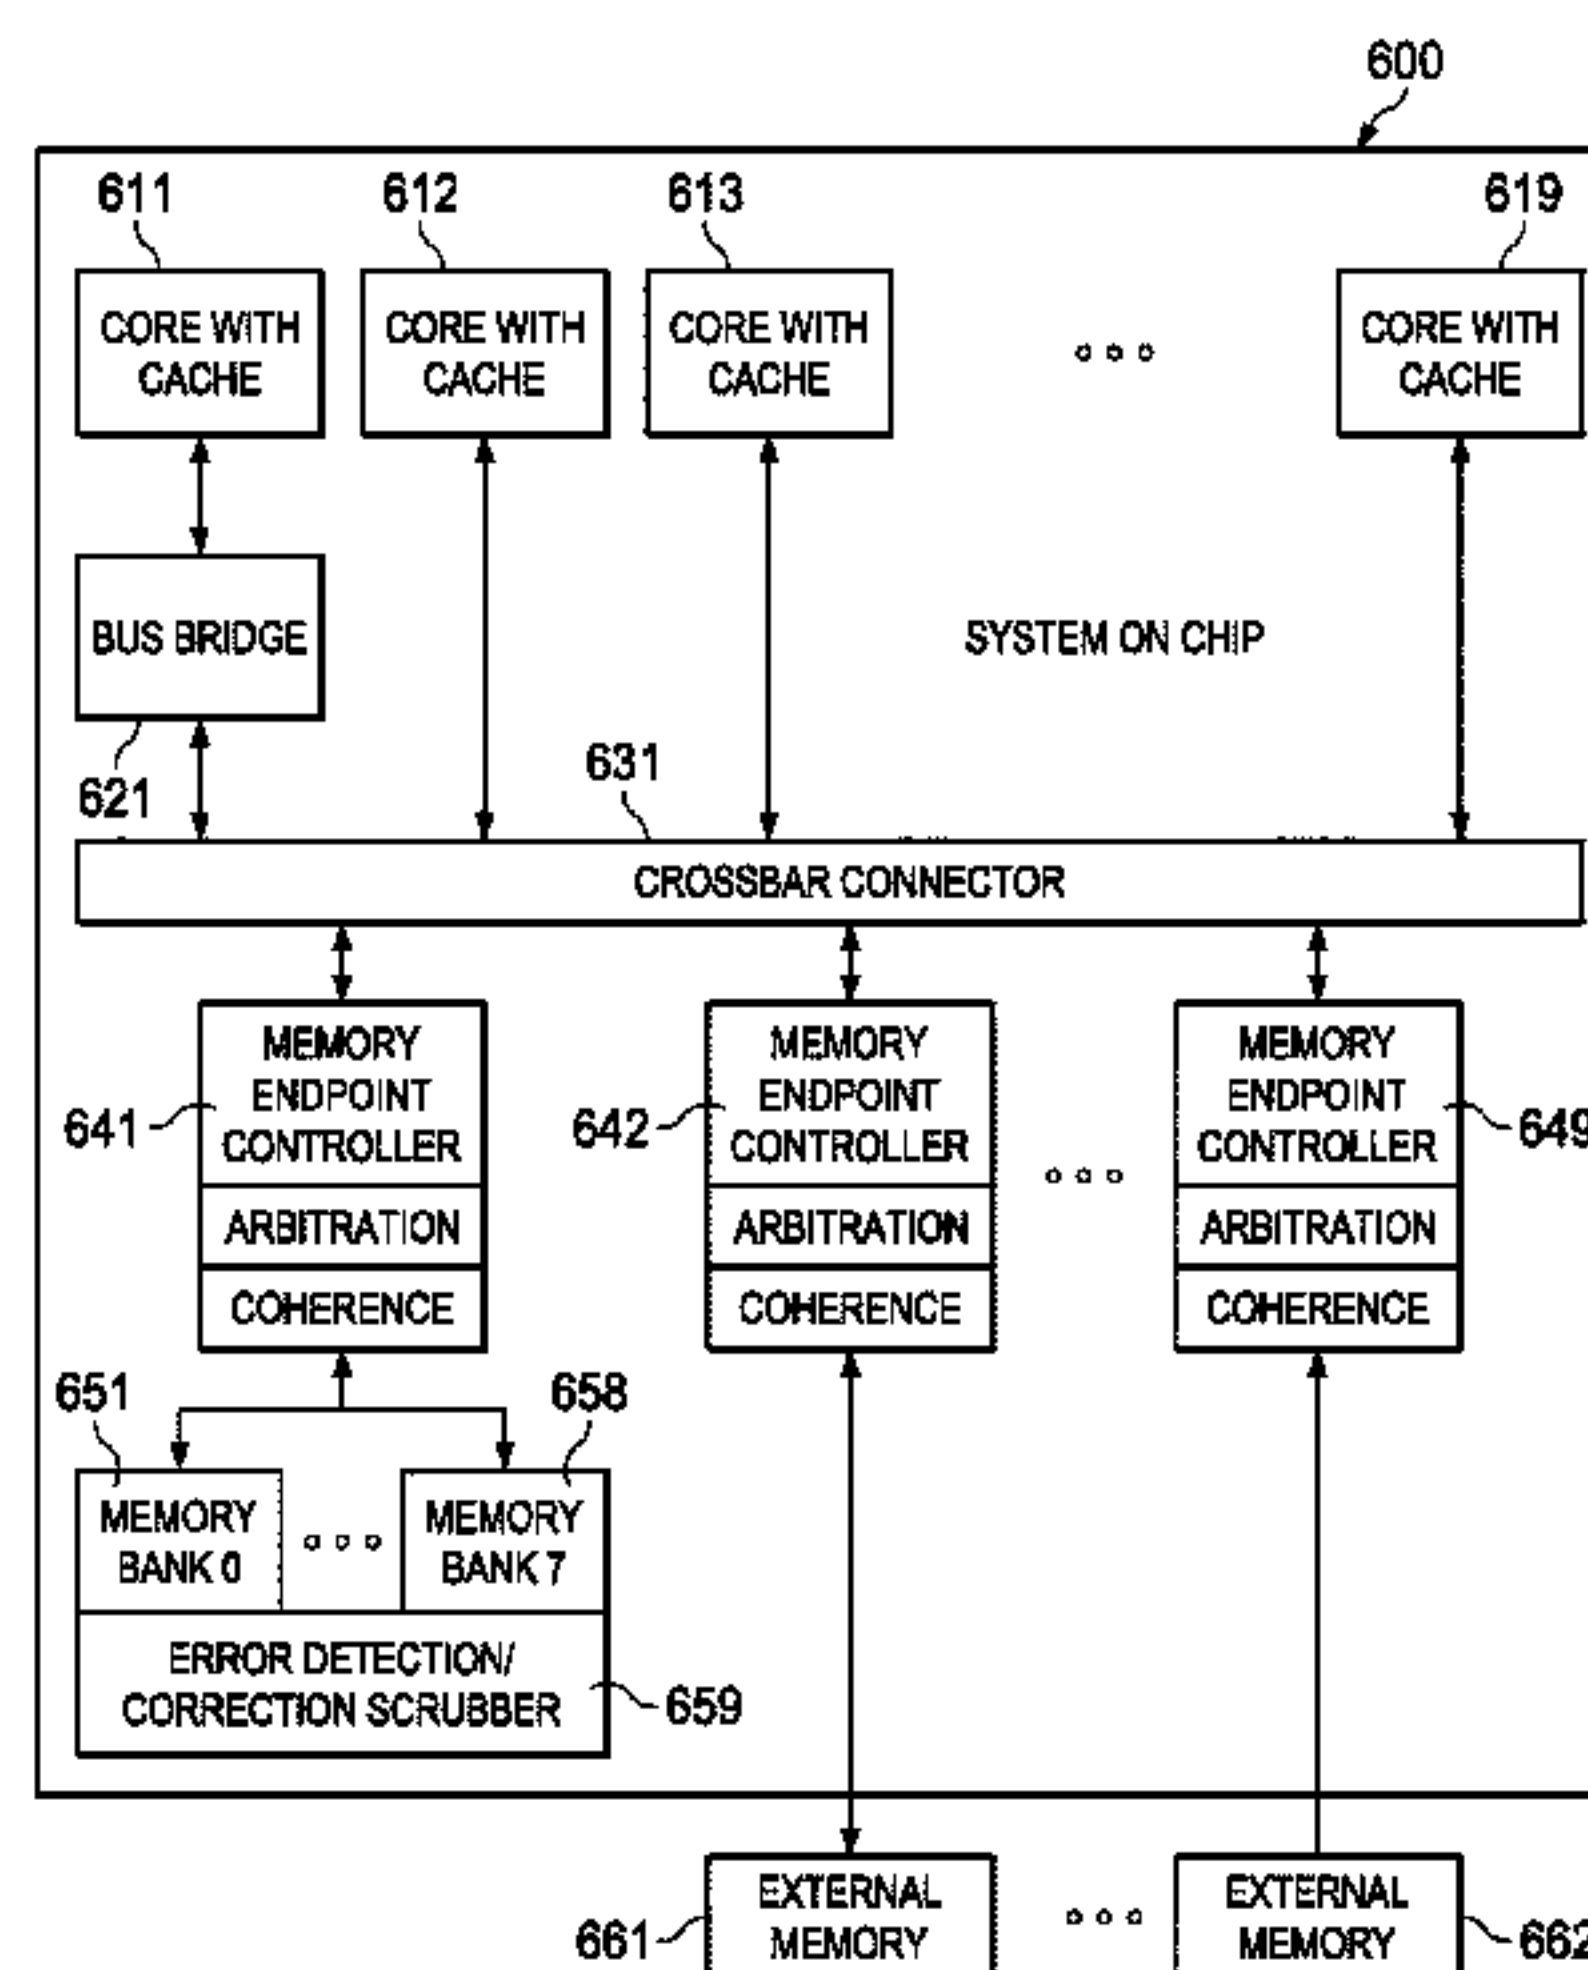 600
611
612
613
619
CORE WITH
CACHE
CORE WITH
CACHE
CORE WITH
CACHE
CORE WITH
CACHE
BUS BRIDGE
SYSTEM ON CHIP
621
631
CROSSBAR CONNECTOR
641
MEMORY
ENDPOINT
CONTROLLER
ARBITRATION
COHERENCE
642
MEMORY
ENDPOINT
CONTROLLER
ARBITRATION
COHERENCE
649
MEMORY
ENDPOINT
CONTROLLER
ARBITRATION
COHERENCE
651
658
MEMORY
BANK 0
MEMORY
BANK 7
ERROR DETECTION/
CORRECTION SCRUBBER
659
661
EXTERNAL
MEMORY
EXTERNAL
MEMORY
662